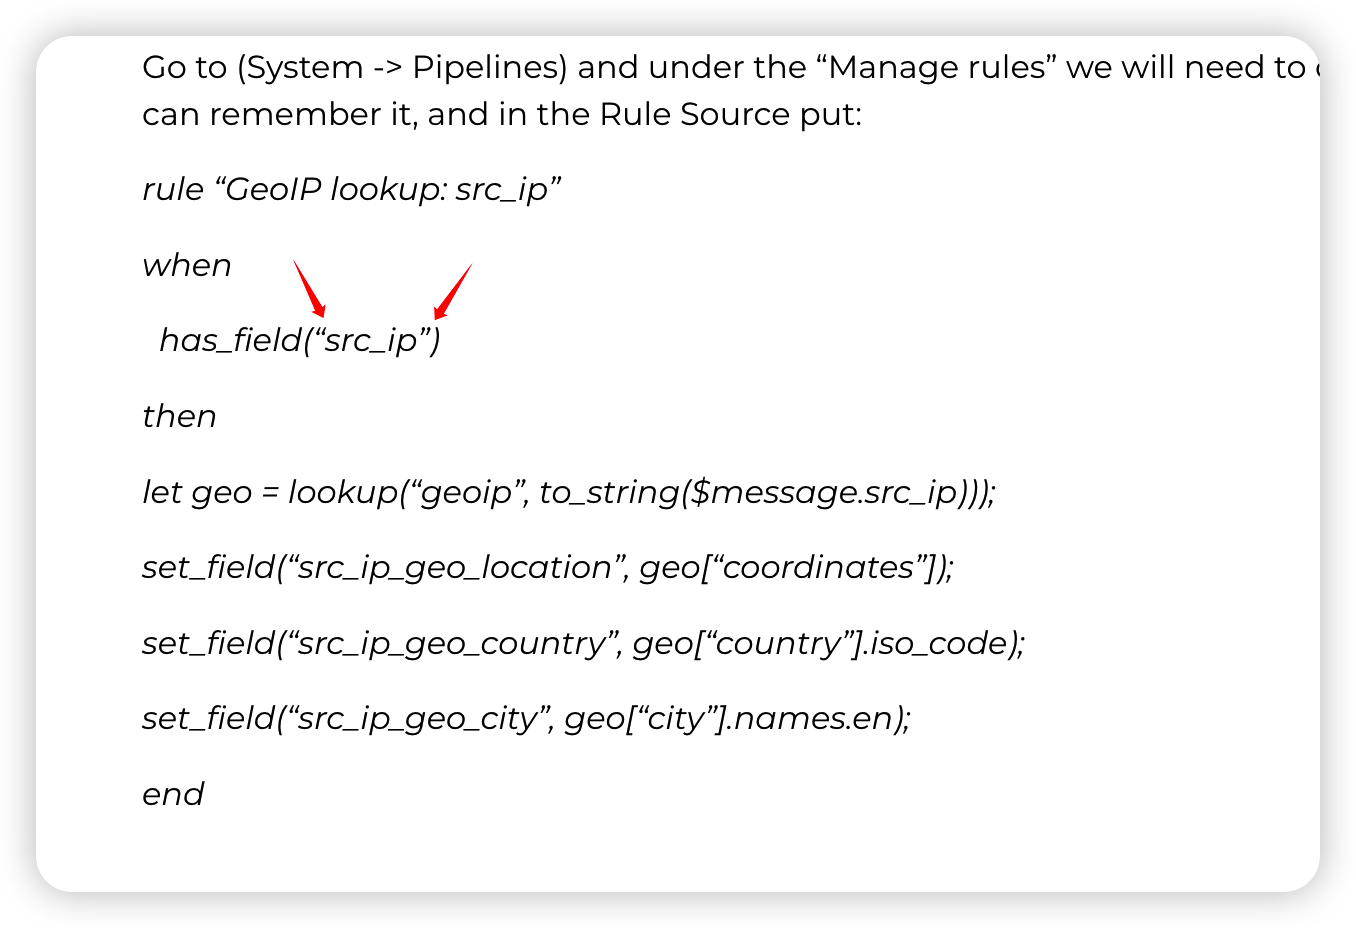 Go to (System -> Pipelines) and under the “Manage rules” we will need to
can remember it, and in the Rule Source put:
rule “GeoIP lookup: src_ip”
when
has_field(“src_ip”)
then
let geo = lookup(“geoip”, to_string($message.src_ip)));
set_field(“src_ip_geo_location”, geo[“coordinates”]);
set_field(“src_ip_geo_country”, geo[“country”].iso_code);
set_field(“src_ip_geo_city”, geo[“city”].names.en);
end